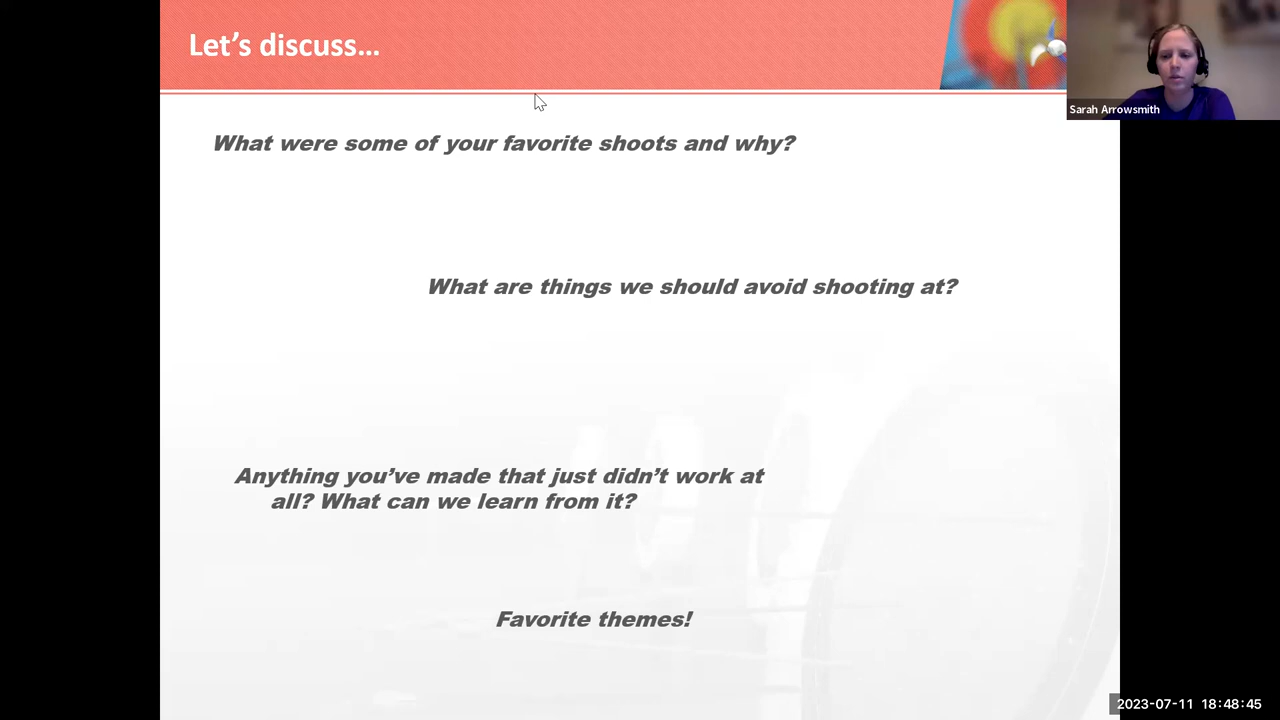 Let’s discuss…
Sarah Arrowsmith
What were some of your favorite shoots and why?
What are things we should avoid shooting at?
Anything you’ve made that just didn’t work at
all? What can we learn from it?
Favorite themes!
2023-07-11 18:48:45